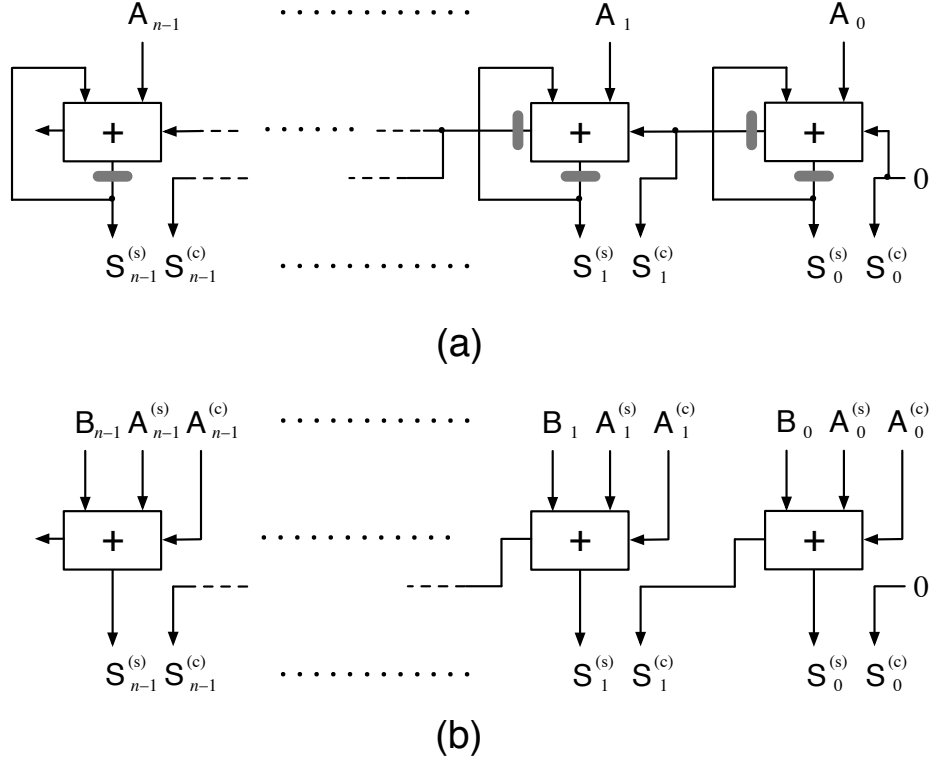 A n–1 A 1 A 0
+ + + 0
S n–1 (s) S n–1 (c) S 1 (s) S 1 (c) S 0 (s) S 0 (c)
(a)
B n–1 A n–1 (s) A n–1 (c) B 1 A 1 (s) A 1 (c) B 0 A 0 (s) A 0 (c)
+ + +
0
S n–1 (s) S n–1 (c) S 1 (s) S 1 (c) S 0 (s) S 0 (c)
(b)